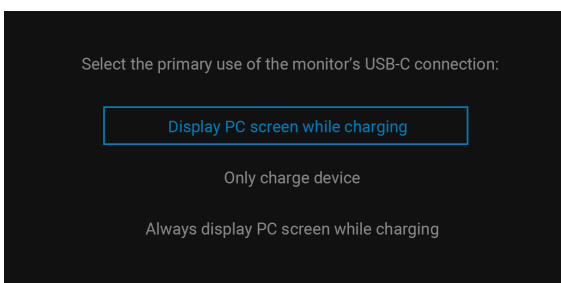 Select the primary use of the monitor's USB-C connection:
Display PC screen while charging
Only charge device
Always display PC screen while charging